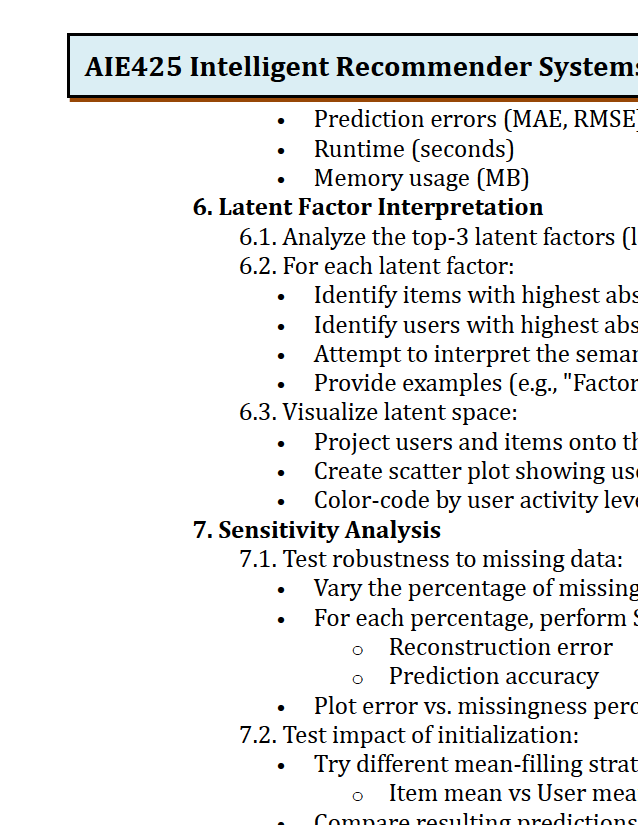 AIE425 Intelligent Recommender Systems
• Prediction errors (MAE, RMSE)
• Runtime (seconds)
• Memory usage (MB)
6. Latent Factor Interpretation
6.1. Analyze the top-3 latent factors (l
6.2. For each latent factor:
• Identify items with highest abs
• Identify users with highest abs
• Attempt to interpret the seman
• Provide examples (e.g., "Factor
6.3. Visualize latent space:
• Project users and items onto th
• Create scatter plot showing use
• Color-code by user activity leve
7. Sensitivity Analysis
7.1. Test robustness to missing data:
• Vary the percentage of missing
• For each percentage, perform S
○ Reconstruction error
○ Prediction accuracy
• Plot error vs. missingness perc
7.2. Test impact of initialization:
• Try different mean-filling strat
○ Item mean vs User mea
• Compare resulting predictions